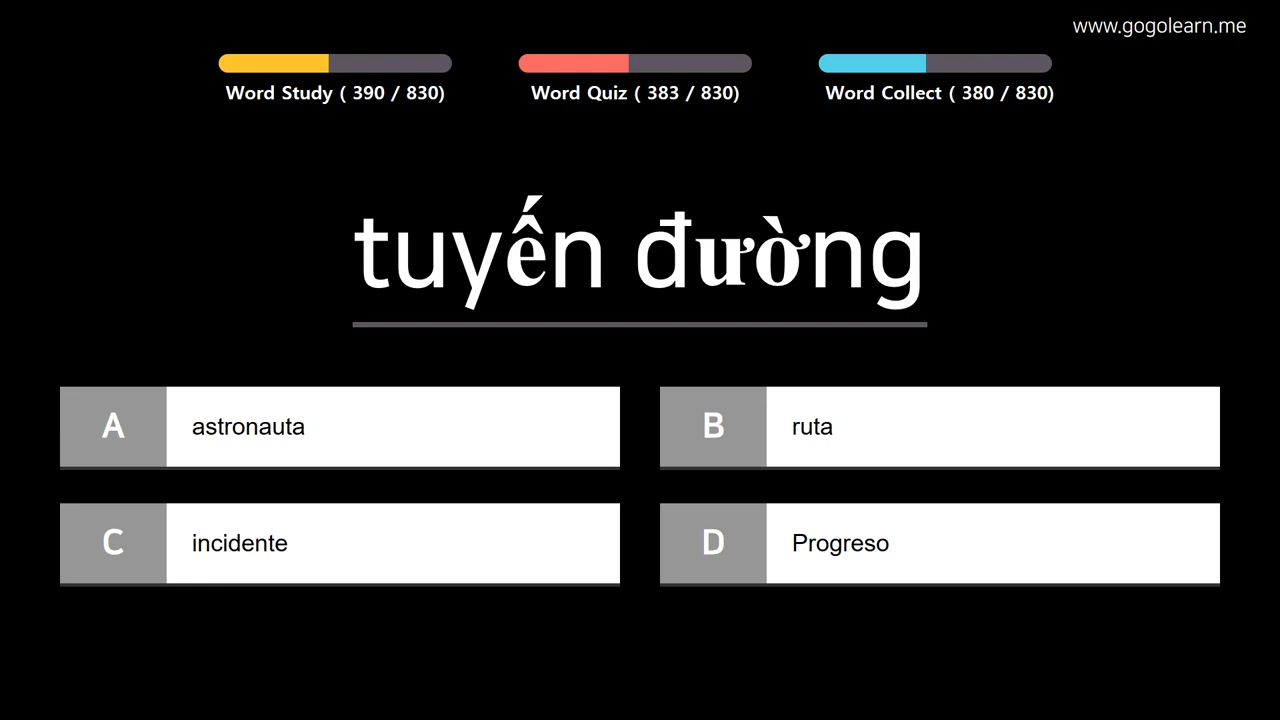 www.gogolearn.me
Word Study ( 390 / 830)
Word Quiz ( 383 / 830)
Word Collect ( 380 / 830)
tuyến đường
A
astronauta
B
ruta
C
incidente
D
Progreso